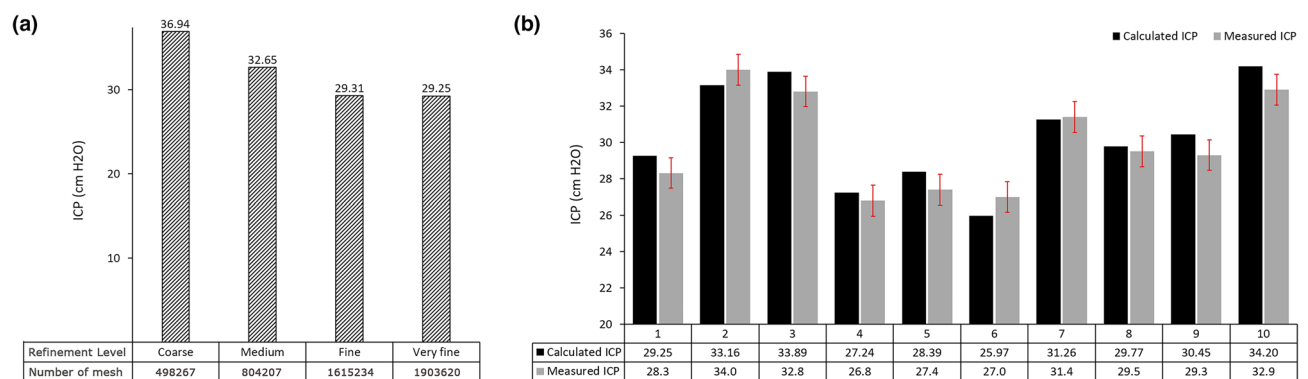 (a)
36.94
32.65
29.31
29.25
30
20
10
ICP (cm H2O)
Refinement Level Coarse Medium Fine Very fine
Number of mesh 498267 804207 1615234 1903620
(b)
Calculated ICP Measured ICP
36
34
32
30
28
26
24
22
20
ICP (cm H2O)
1 2 3 4 5 6 7 8 9 10
Calculated ICP 29.25 33.16 33.89 27.24 28.39 25.97 31.26 29.77 30.45 34.20
Measured ICP 28.3 34.0 32.8 26.8 27.4 27.0 31.4 29.5 29.3 32.9